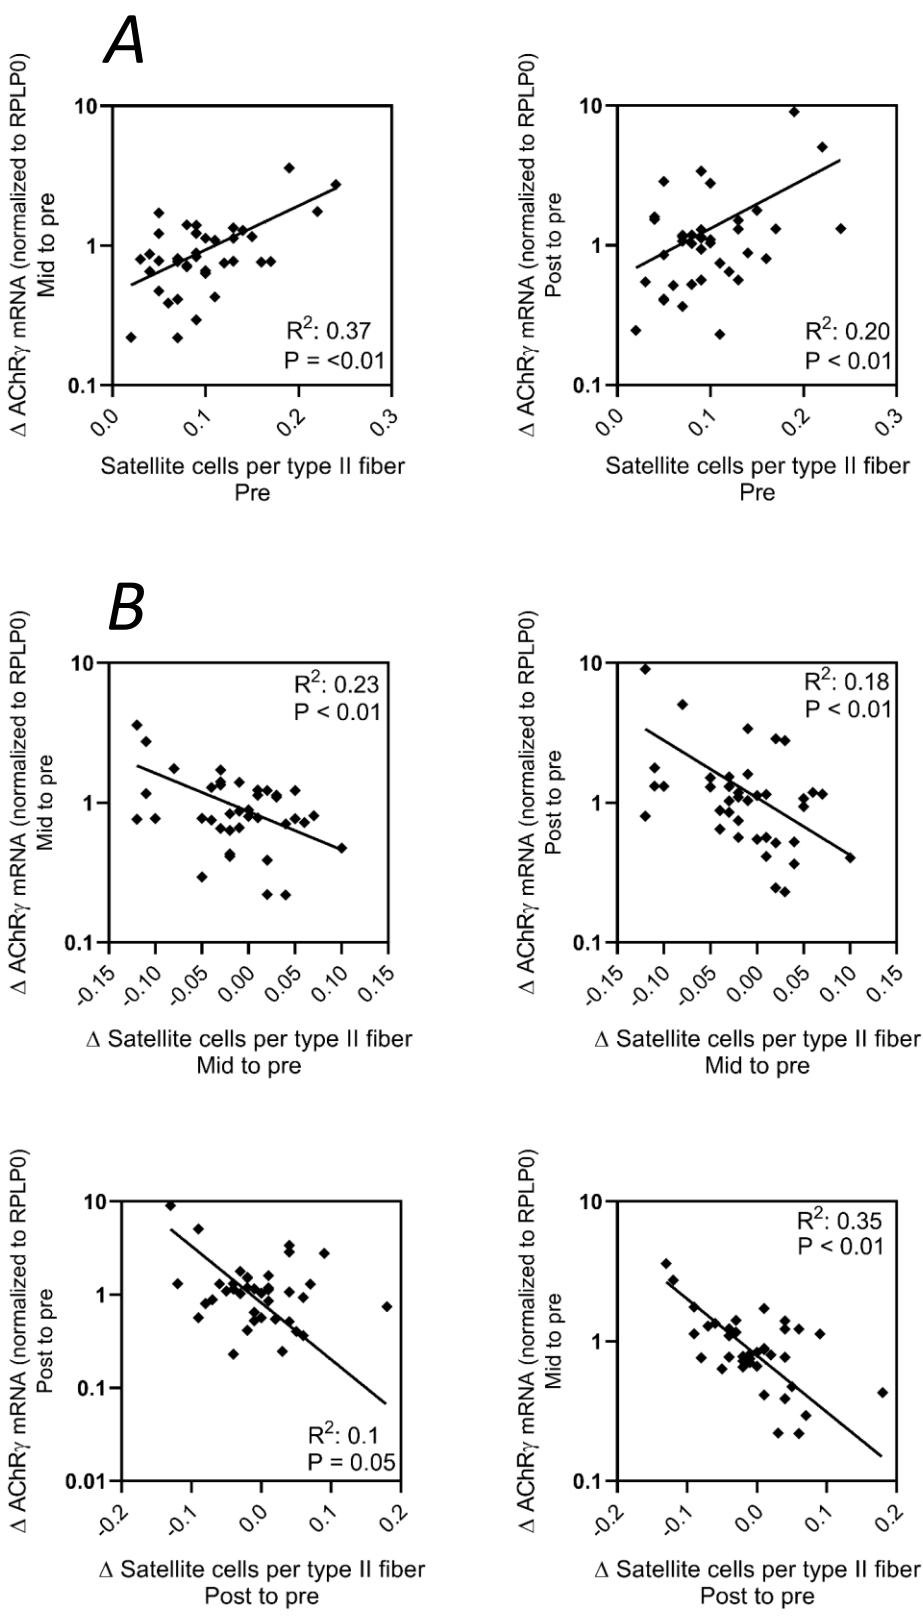 A
Δ AChRγ mRNA (normalized to RPLP0)
Mid to pre
10
1
0.1
R²: 0.37
P = <0.01
0.0
0.1
0.2
0.3
Satellite cells per type II fiber
Pre
Δ AChRγ mRNA (normalized to RPLP0)
Post to pre
10
1
0.1
R²: 0.20
P < 0.01
0.0
0.1
0.2
0.3
Satellite cells per type II fiber
Pre
B
Δ AChRγ mRNA (normalized to RPLP0)
Mid to pre
10
1
0.1
R²: 0.23
P < 0.01
-0.15
-0.10
-0.05
0.00
0.05
0.10
0.15
Δ Satellite cells per type II fiber
Mid to pre
Δ AChRγ mRNA (normalized to RPLP0)
Post to pre
10
1
0.1
R²: 0.18
P < 0.01
-0.15
-0.10
-0.05
0.00
0.05
0.10
0.15
Δ Satellite cells per type II fiber
Mid to pre
Δ AChRγ mRNA (normalized to RPLP0)
Post to pre
10
1
0.1
0.01
R²: 0.1
P = 0.05
-0.2
-0.1
0.0
0.1
0.2
Δ Satellite cells per type II fiber
Post to pre
Δ AChRγ mRNA (normalized to RPLP0)
Mid to pre
10
1
0.1
R²: 0.35
P < 0.01
-0.2
-0.1
0.0
0.1
0.2
Δ Satellite cells per type II fiber
Post to pre